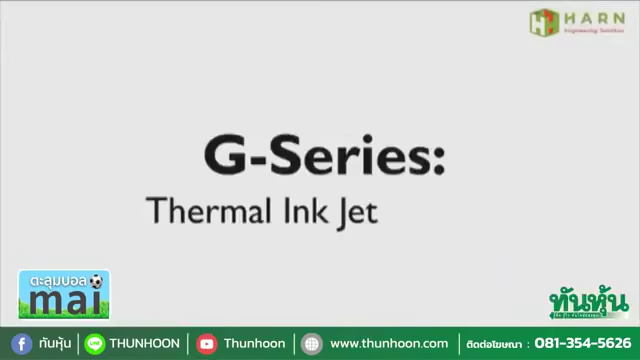 HARN
Engineering Solutions
G-Series:
Thermal Ink Jet
ตะลุมบอล
mai
ทันหุ้น
ทันหุ้น THUNHOON Thunhoon www.thunhoon.com ติดต่อโฆษณา : 081-354-5626